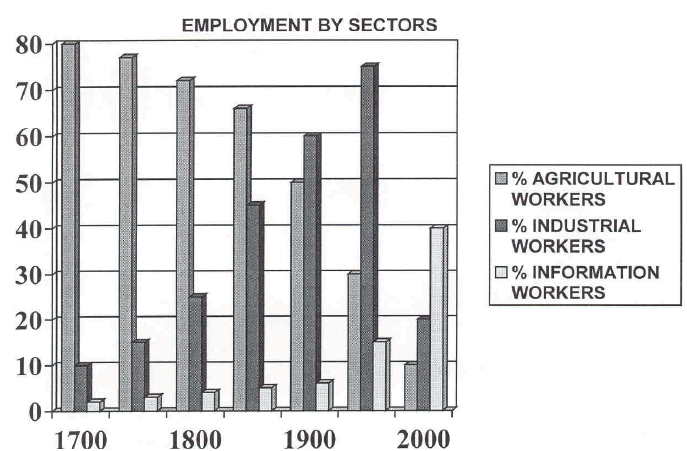 EMPLOYMENT BY SECTORS
80
70
60
50
40
30
20
10
0
1700
1800
1900
2000
% AGRICULTURAL
WORKERS
% INDUSTRIAL
WORKERS
% INFORMATION
WORKERS